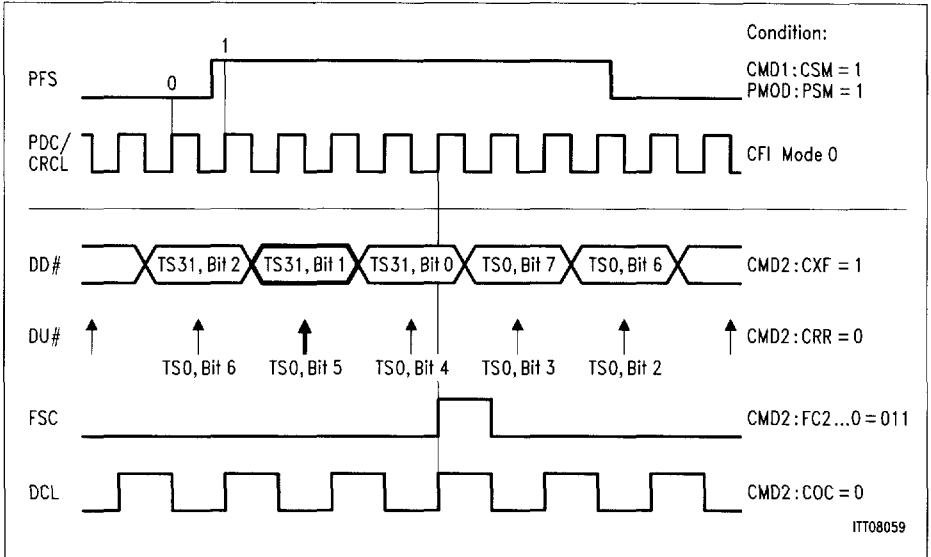 Condition:
1
PFS
CMD1:CSM = 1
0
PMOD:PSM = 1
PDC/
CRCL
CFI Mode 0
DD#
TS31, Bit 2
TS31, Bit 1
TS31, Bit 0
TS0, Bit 7
TS0, Bit 6
CMD2:CXF = 1
DU#
CMD2:CRR = 0
TS0, Bit 6
TS0, Bit 5
TS0, Bit 4
TS0, Bit 3
TS0, Bit 2
FSC
CMD2:FC2...0 = 011
DCL
CMD2:COC = 0
ITT08059